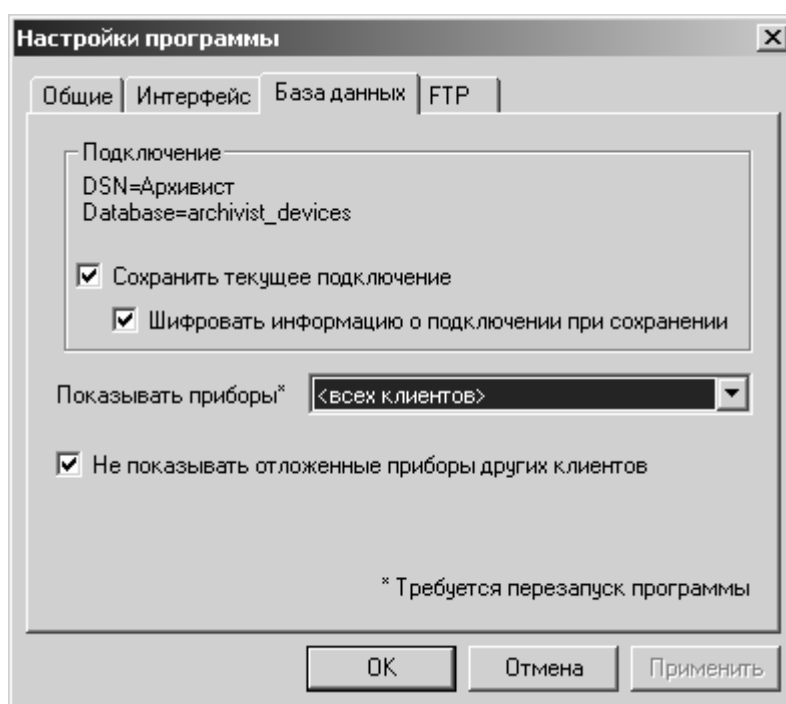 Настройки программы
Общие Интерфейс База данных FTP
Подключение
DSN=Архивист
Database=archivist_devices
Сохранить текущее подключение
Шифровать информацию о подключении при сохранении
Показывать приборы* <всех клиентов>
Не показывать отложенные приборы других клиентов
* Требуется перезапуск программы
OK Отмена Применить